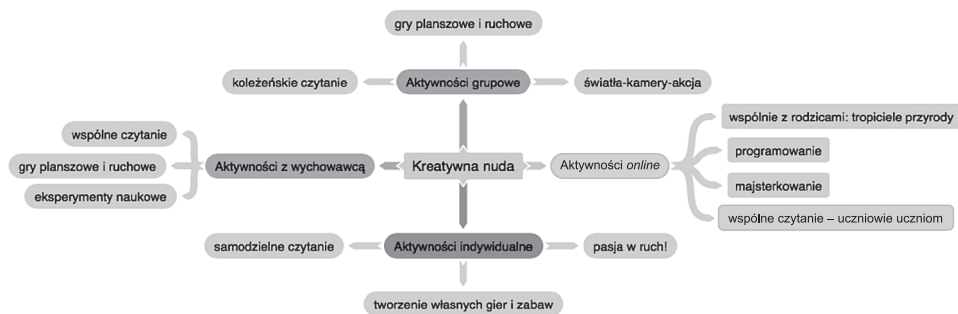 gry planszowe i ruchowe
koleżeńskie czytanie
Aktywności grupowe
światła-kamery-akcja
wspólne czytanie
gry planszowe i ruchowe
eksperymenty naukowe
Aktywności z wychowawcą
Kreatywna nuda
Aktywności online
wspólnie z rodzicami: tropiciele przyrody
programowanie
majsterkowanie
wspólne czytanie – uczniowie uczniom
samodzielne czytanie
Aktywności indywidualne
pasja w ruch!
tworzenie własnych gier i zabaw